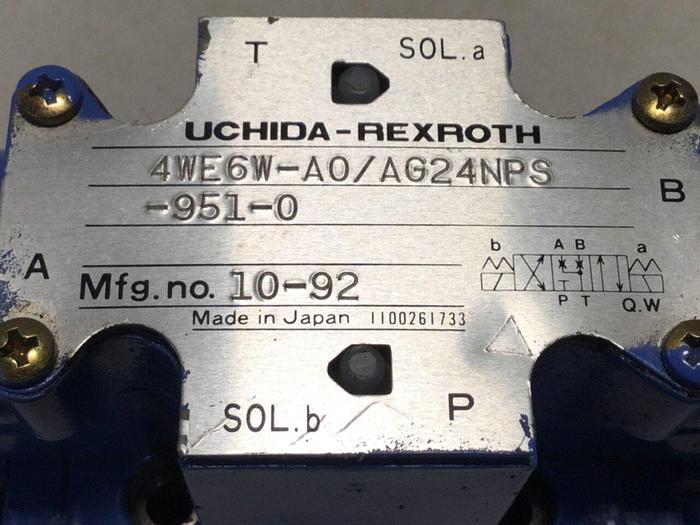 T SOL.a
UCHIDA-REXROTH
4WE6W-A0/AG24NPS
-951-0
B
A
b A B a
P T Q.W
Mfg.no. 10-92
Made in Japan 1100261733
SOL.b P